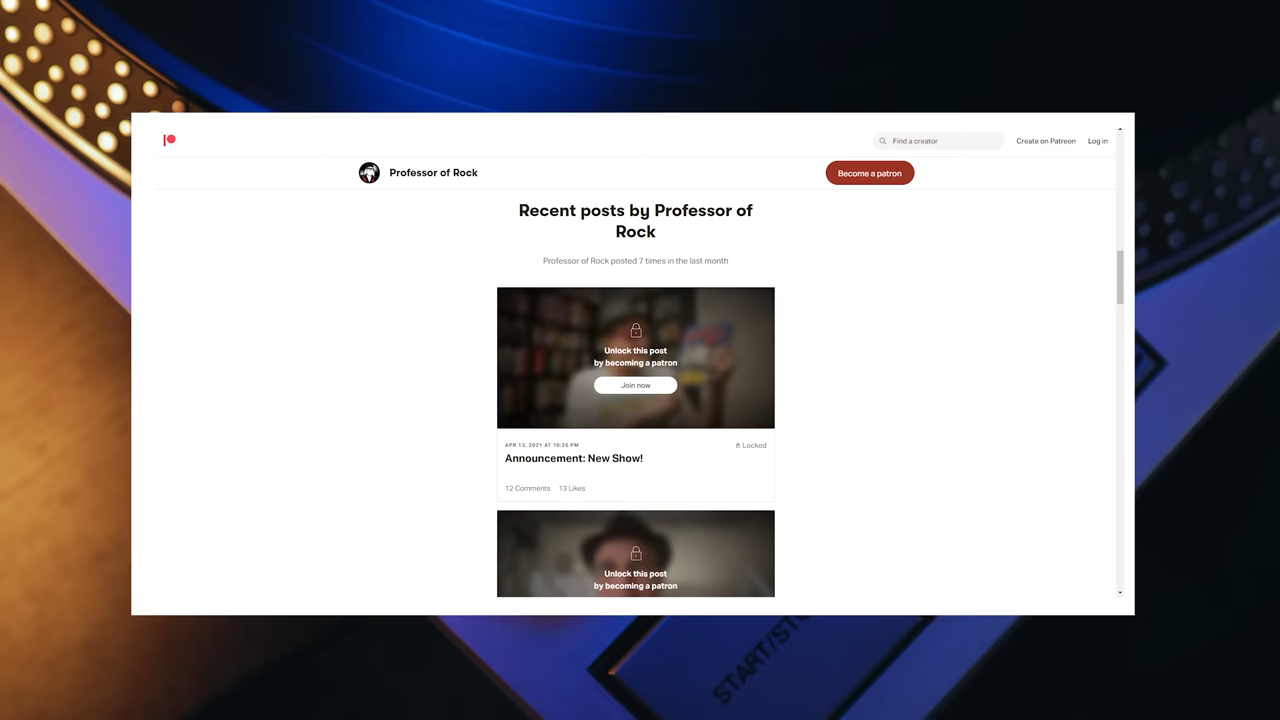 Find a creator
Create on Patreon
Log in
Professor of Rock
Become a patron
Recent posts by Professor of
Rock
Professor of Rock posted 7 times in the last month
Unlock this post
by becoming a patron
Join now
APR 13, 2021 AT 10:25 PM
Locked
Announcement: New Show!
12 Comments
13 Likes
Unlock this post
by becoming a patron